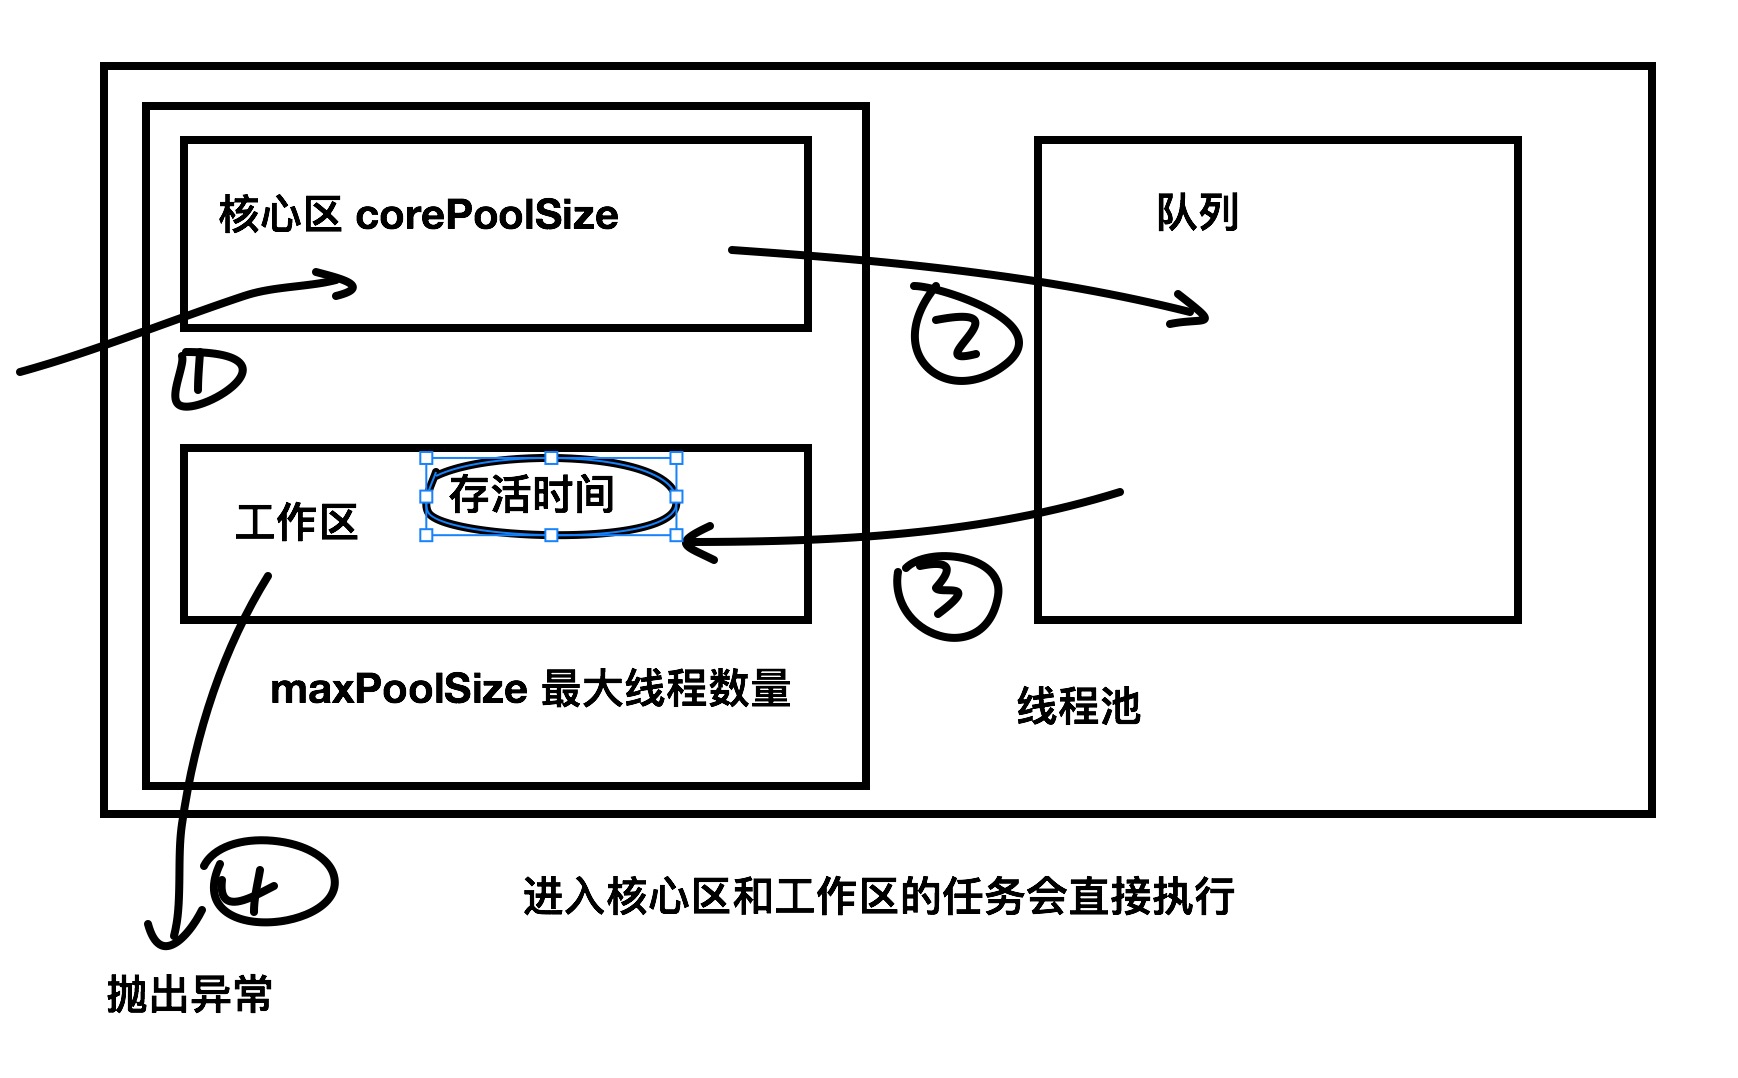 核心区 corePoolSize
队列
①
②
工作区
存活时间
③
maxPoolSize 最大线程数量
线程池
④
进入核心区和工作区的任务会直接执行
抛出异常